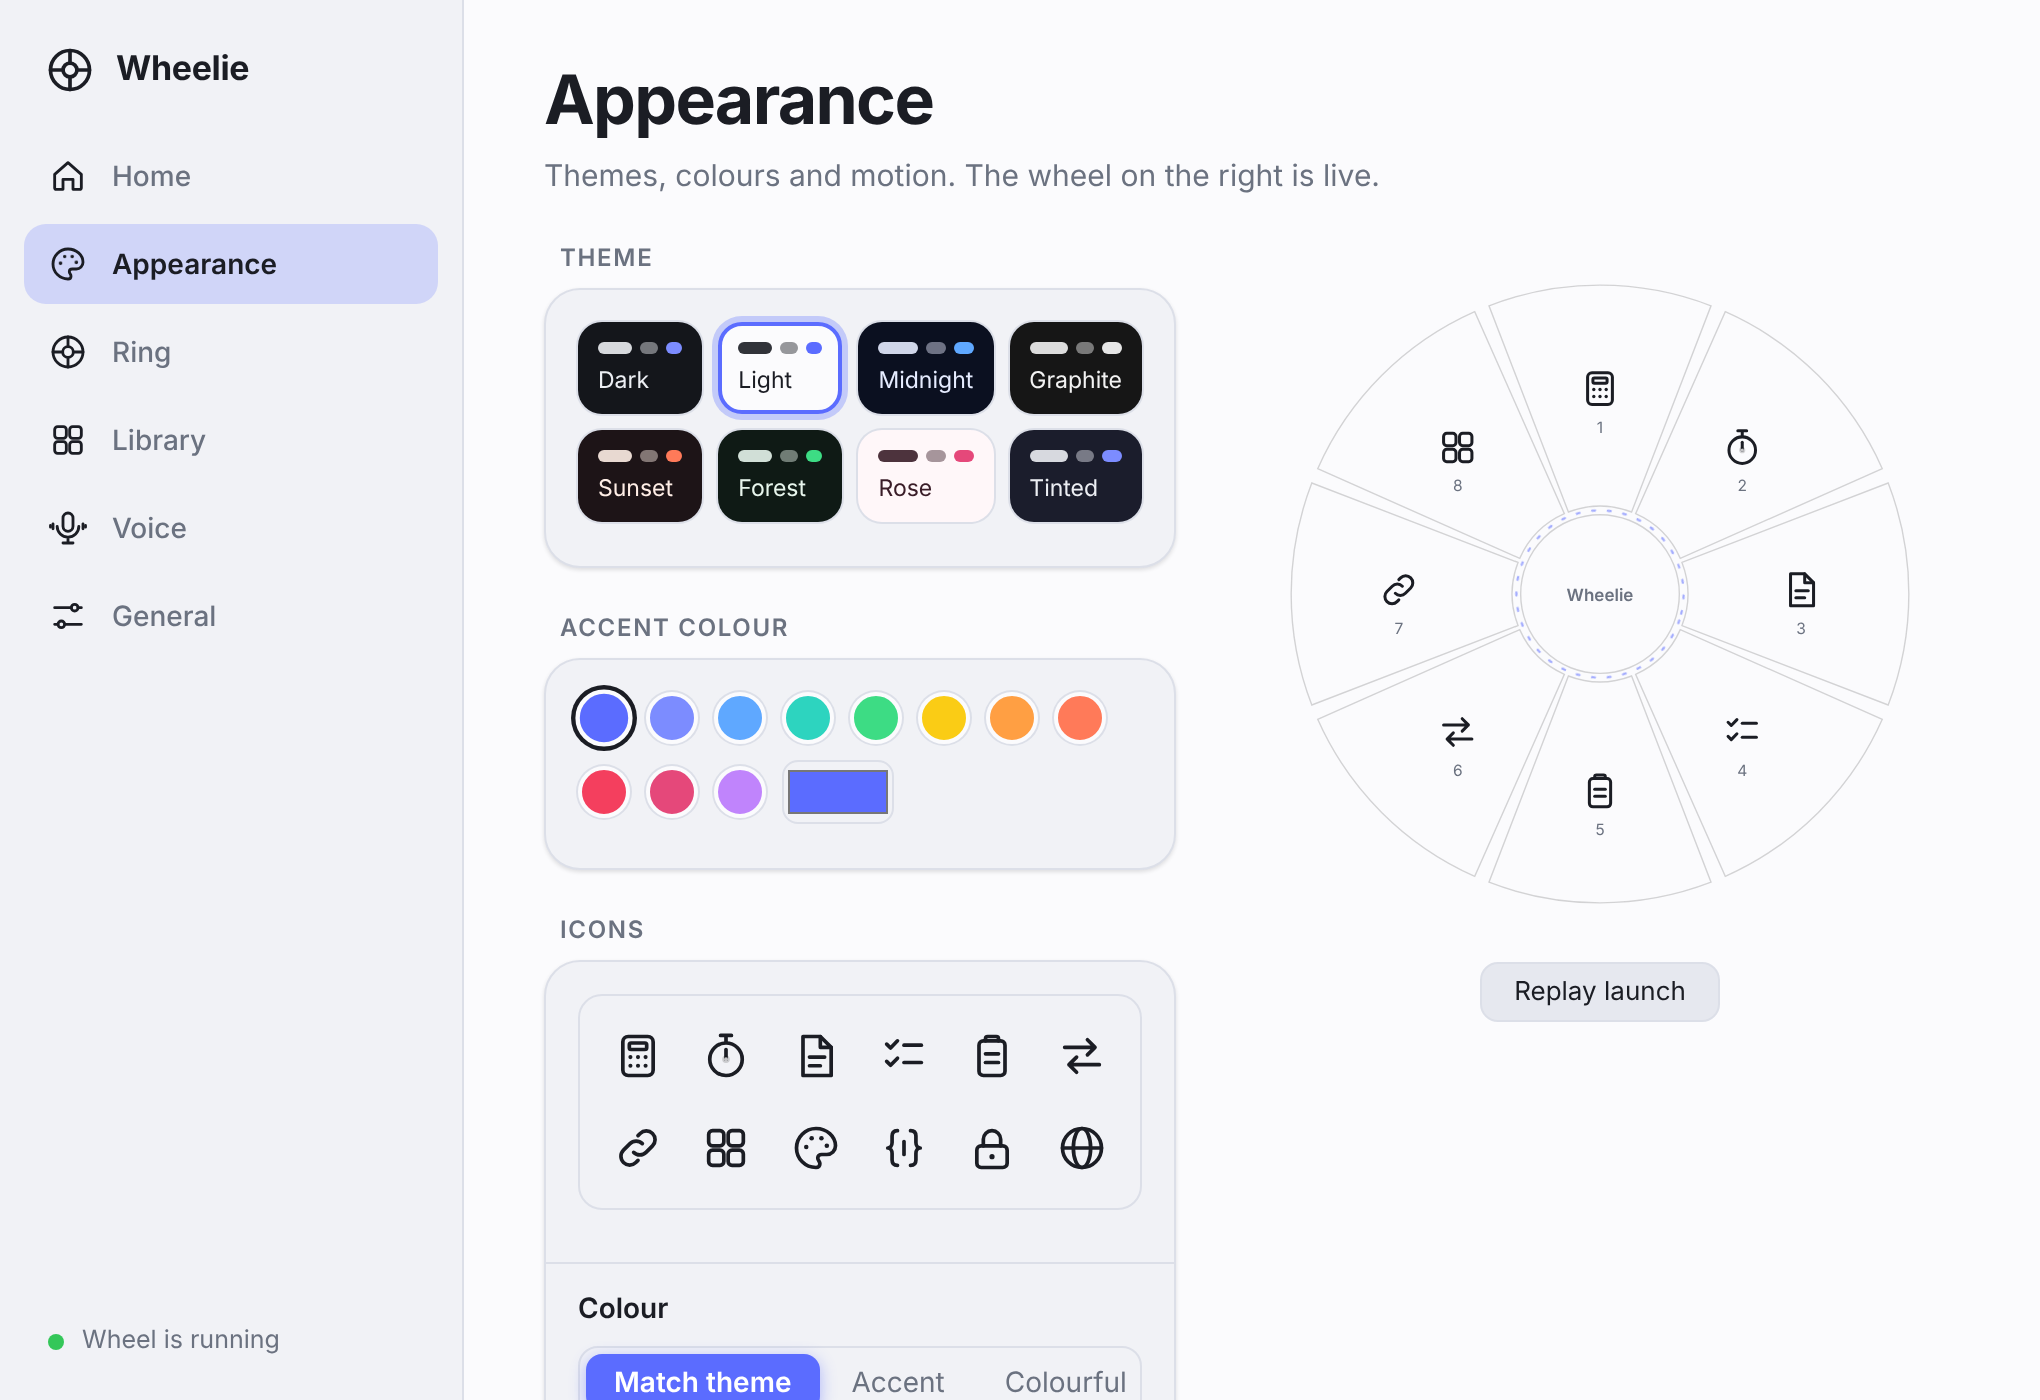 Wheelie
Home
Appearance
Ring
Library
Voice
General
Wheel is running
Appearance
Themes, colours and motion. The wheel on the right is live.
THEME
Dark
Light
Midnight
Graphite
Sunset
Forest
Rose
Tinted
ACCENT COLOUR
ICONS
Colour
Match theme
Accent
Colourful
1
2
3
4
5
6
7
8
Wheelie
Replay launch